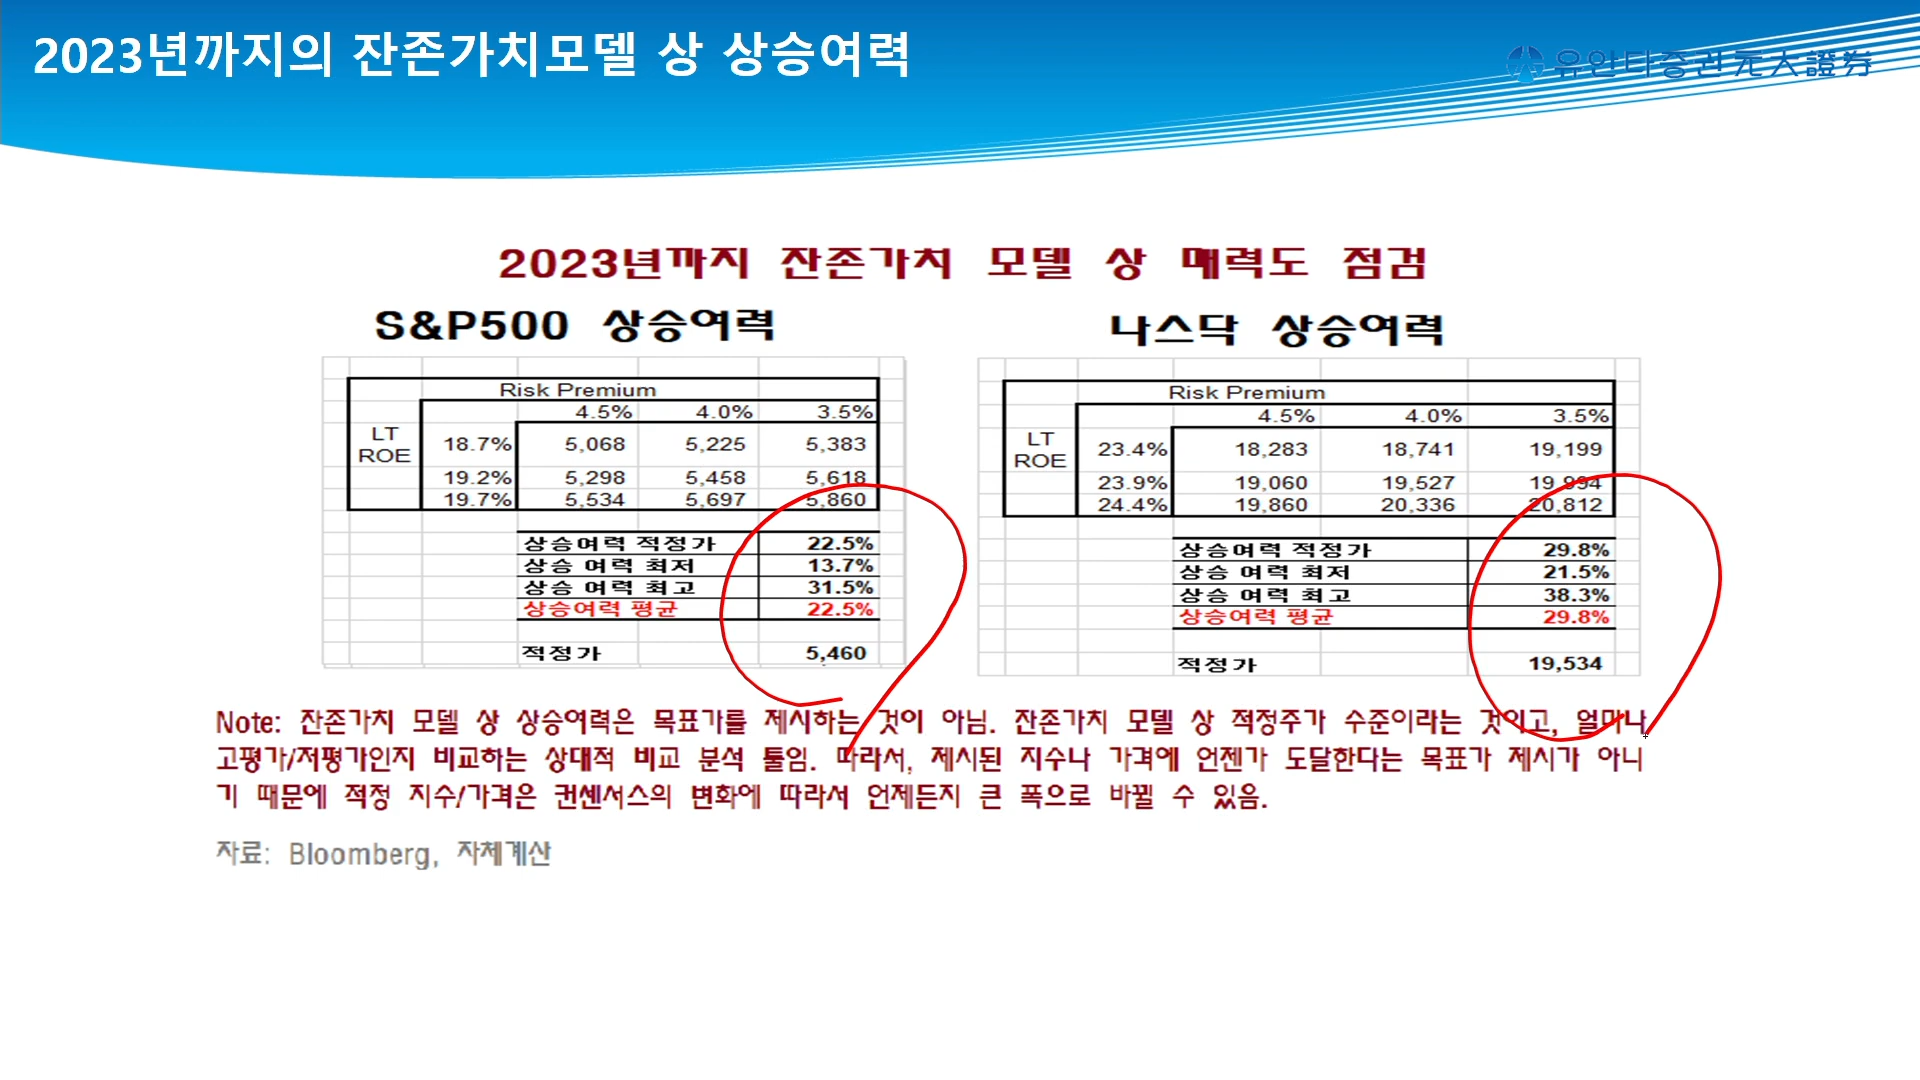 2023년까지의 잔존가치모델 상 상승여력
유안타증권 元大證券
2023년까지 잔존가치 모델 상 매력도 점검
S&P500 상승여력
Risk Premium
4.5% 4.0% 3.5%
LT ROE 18.7% 5,068 5,225 5,383
19.2% 5,298 5,458 5,618
19.7% 5,534 5,697 5,860
상승여력 적정가 22.5%
상승 여력 최저 13.7%
상승 여력 최고 31.5%
상승여력 평균 22.5%
적정가 5,460
나스닥 상승여력
Risk Premium
4.5% 4.0% 3.5%
LT ROE 23.4% 18,283 18,741 19,199
23.9% 19,060 19,527 19,994
24.4% 19,860 20,336 20,812
상승여력 적정가 29.8%
상승 여력 최저 21.5%
상승 여력 최고 38.3%
상승여력 평균 29.8%
적정가 19,534
Note: 잔존가치 모델 상 상승여력은 목표가를 제시하는 것이 아님. 잔존가치 모델 상 적정주가 수준이라는 것이고, 얼마나
고평가/저평가인지 비교하는 상대적 비교 분석 툴임. 따라서, 제시된 지수나 가격에 언젠가 도달한다는 목표가 제시가 아니
기 때문에 적정 지수/가격은 컨센서스의 변화에 따라서 언제든지 큰 폭으로 바뀔 수 있음.
자료: Bloomberg, 자체계산